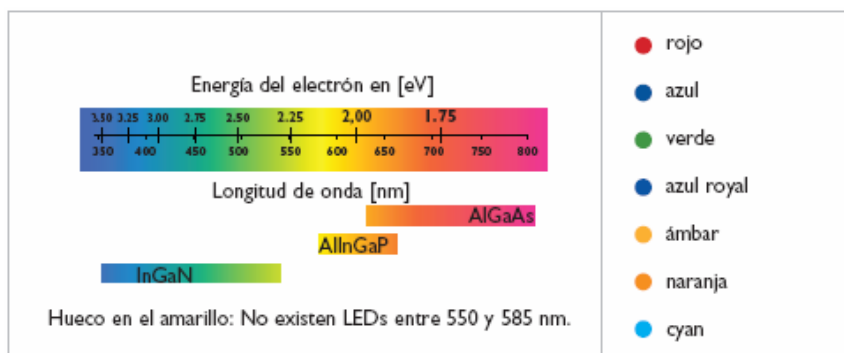 Energía del electrón en [eV]
3.50 3.25 3.00 2.75 2.50 2.25 2,00 1.75
350 400 450 500 550 600 650 700 750 800
Longitud de onda [nm]
AlGaAs
AlInGaP
InGaN
Hueco en el amarillo: No existen LEDs entre 550 y 585 nm.
rojo
azul
verde
azul royal
ámbar
naranja
cyan